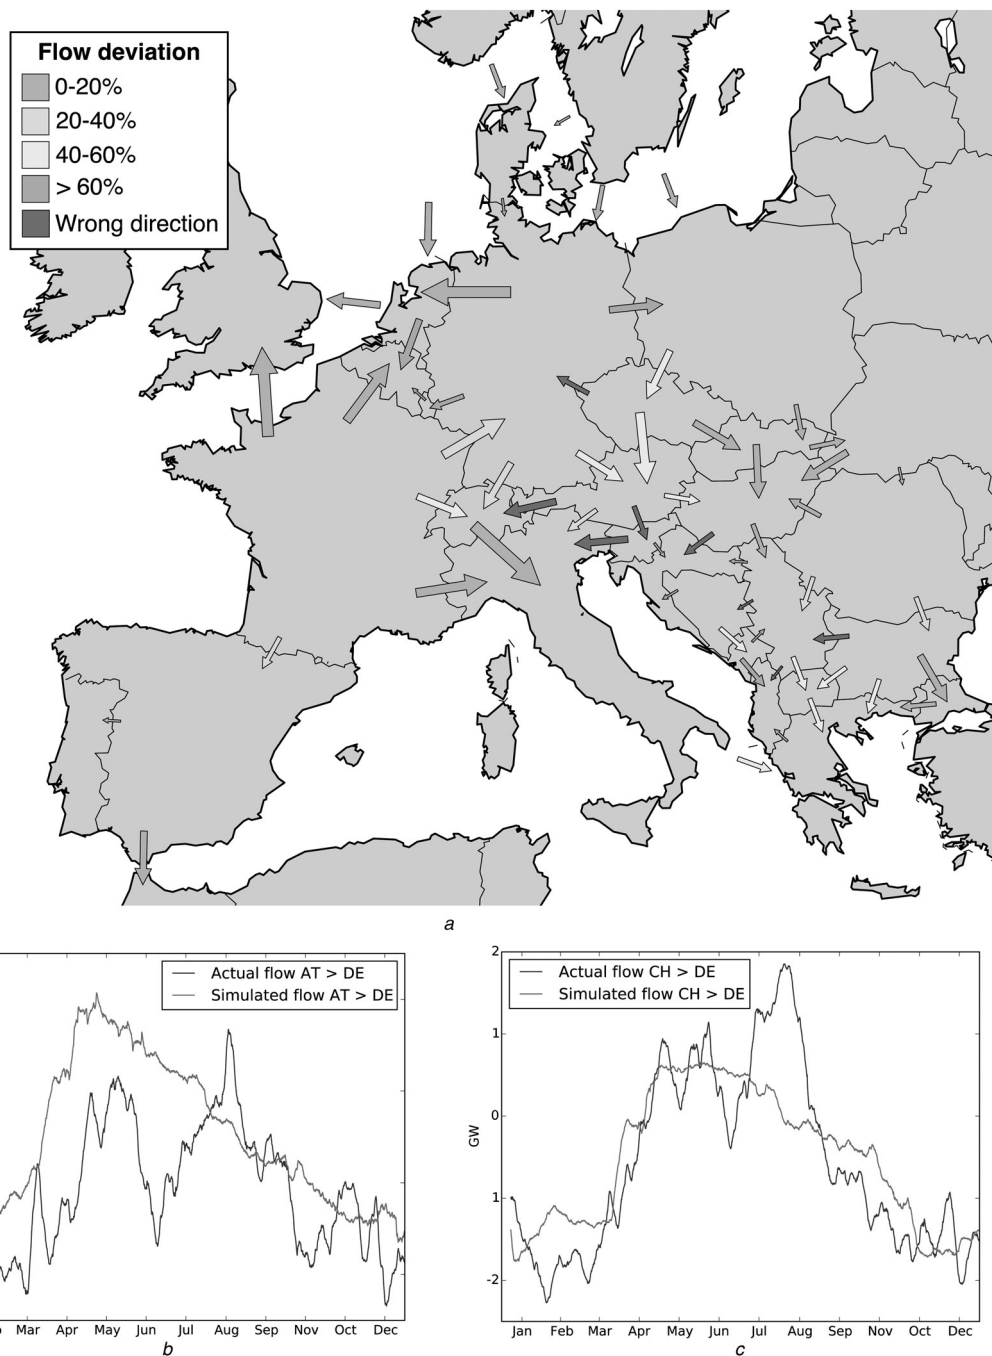 Flow deviation
0-20%
20-40%
40-60%
> 60%
Wrong direction
a
Actual flow AT > DE
Simulated flow AT > DE
Mar Apr May Jun Jul Aug Sep Oct Nov Oct Dec
b
2
Actual flow CH > DE
Simulated flow CH > DE
1
0
GW
1
-2
Jan Feb Mar Apr May Jun Jul Aug Sep Nov Oct Dec
c